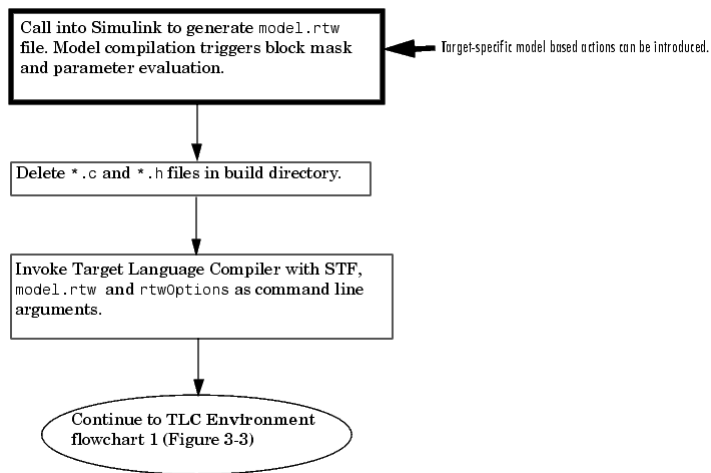 Call into Simulink to generate model.rtw
file. Model compilation triggers block mask
and parameter evaluation.
Target-specific model based actions can be introduced.
Delete *.c and *.h files in build directory.
Invoke Target Language Compiler with STF,
model.rtw and rtwOptions as command line
arguments.
Continue to TLC Environment
flowchart 1 (Figure 3-3)